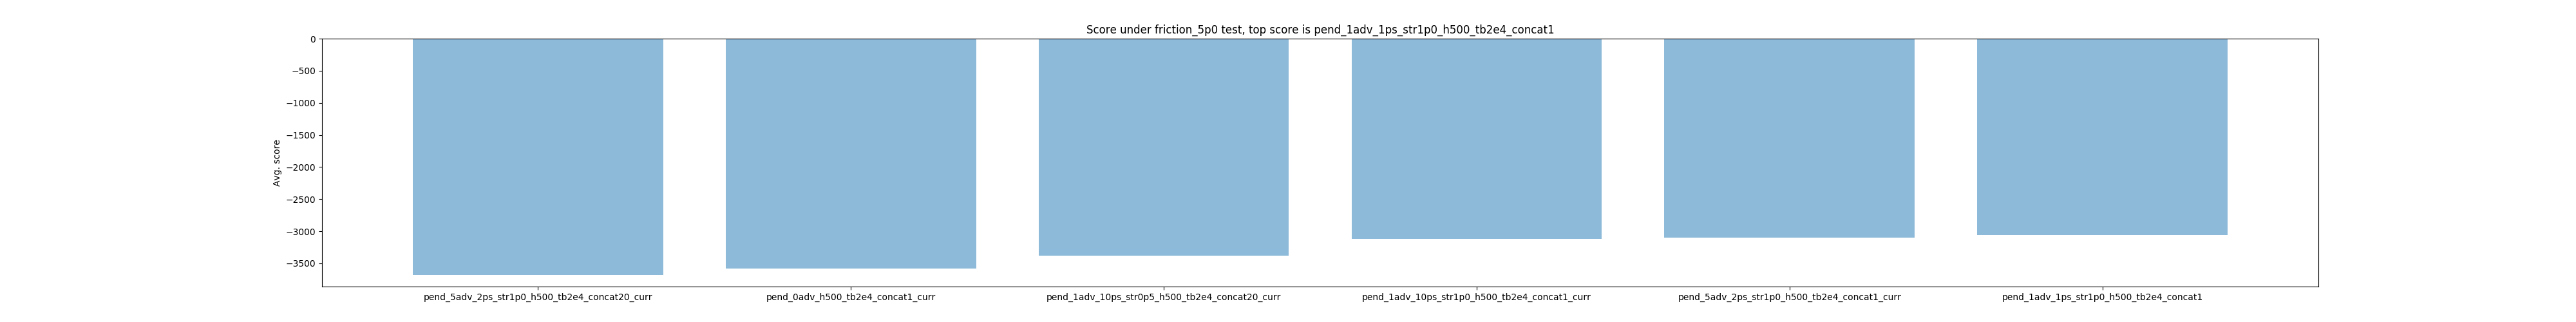 Score under friction_5p0 test, top score is pend_1adv_1ps_str1p0_h500_tb2e4_concat1
Avg. score
0
−500
−1000
−1500
−2000
−2500
−3000
−3500
pend_5adv_2ps_str1p0_h500_tb2e4_concat20_curr
pend_0adv_h500_tb2e4_concat1_curr
pend_1adv_10ps_str0p5_h500_tb2e4_concat20_curr
pend_1adv_10ps_str1p0_h500_tb2e4_concat1_curr
pend_5adv_2ps_str1p0_h500_tb2e4_concat1_curr
pend_1adv_1ps_str1p0_h500_tb2e4_concat1